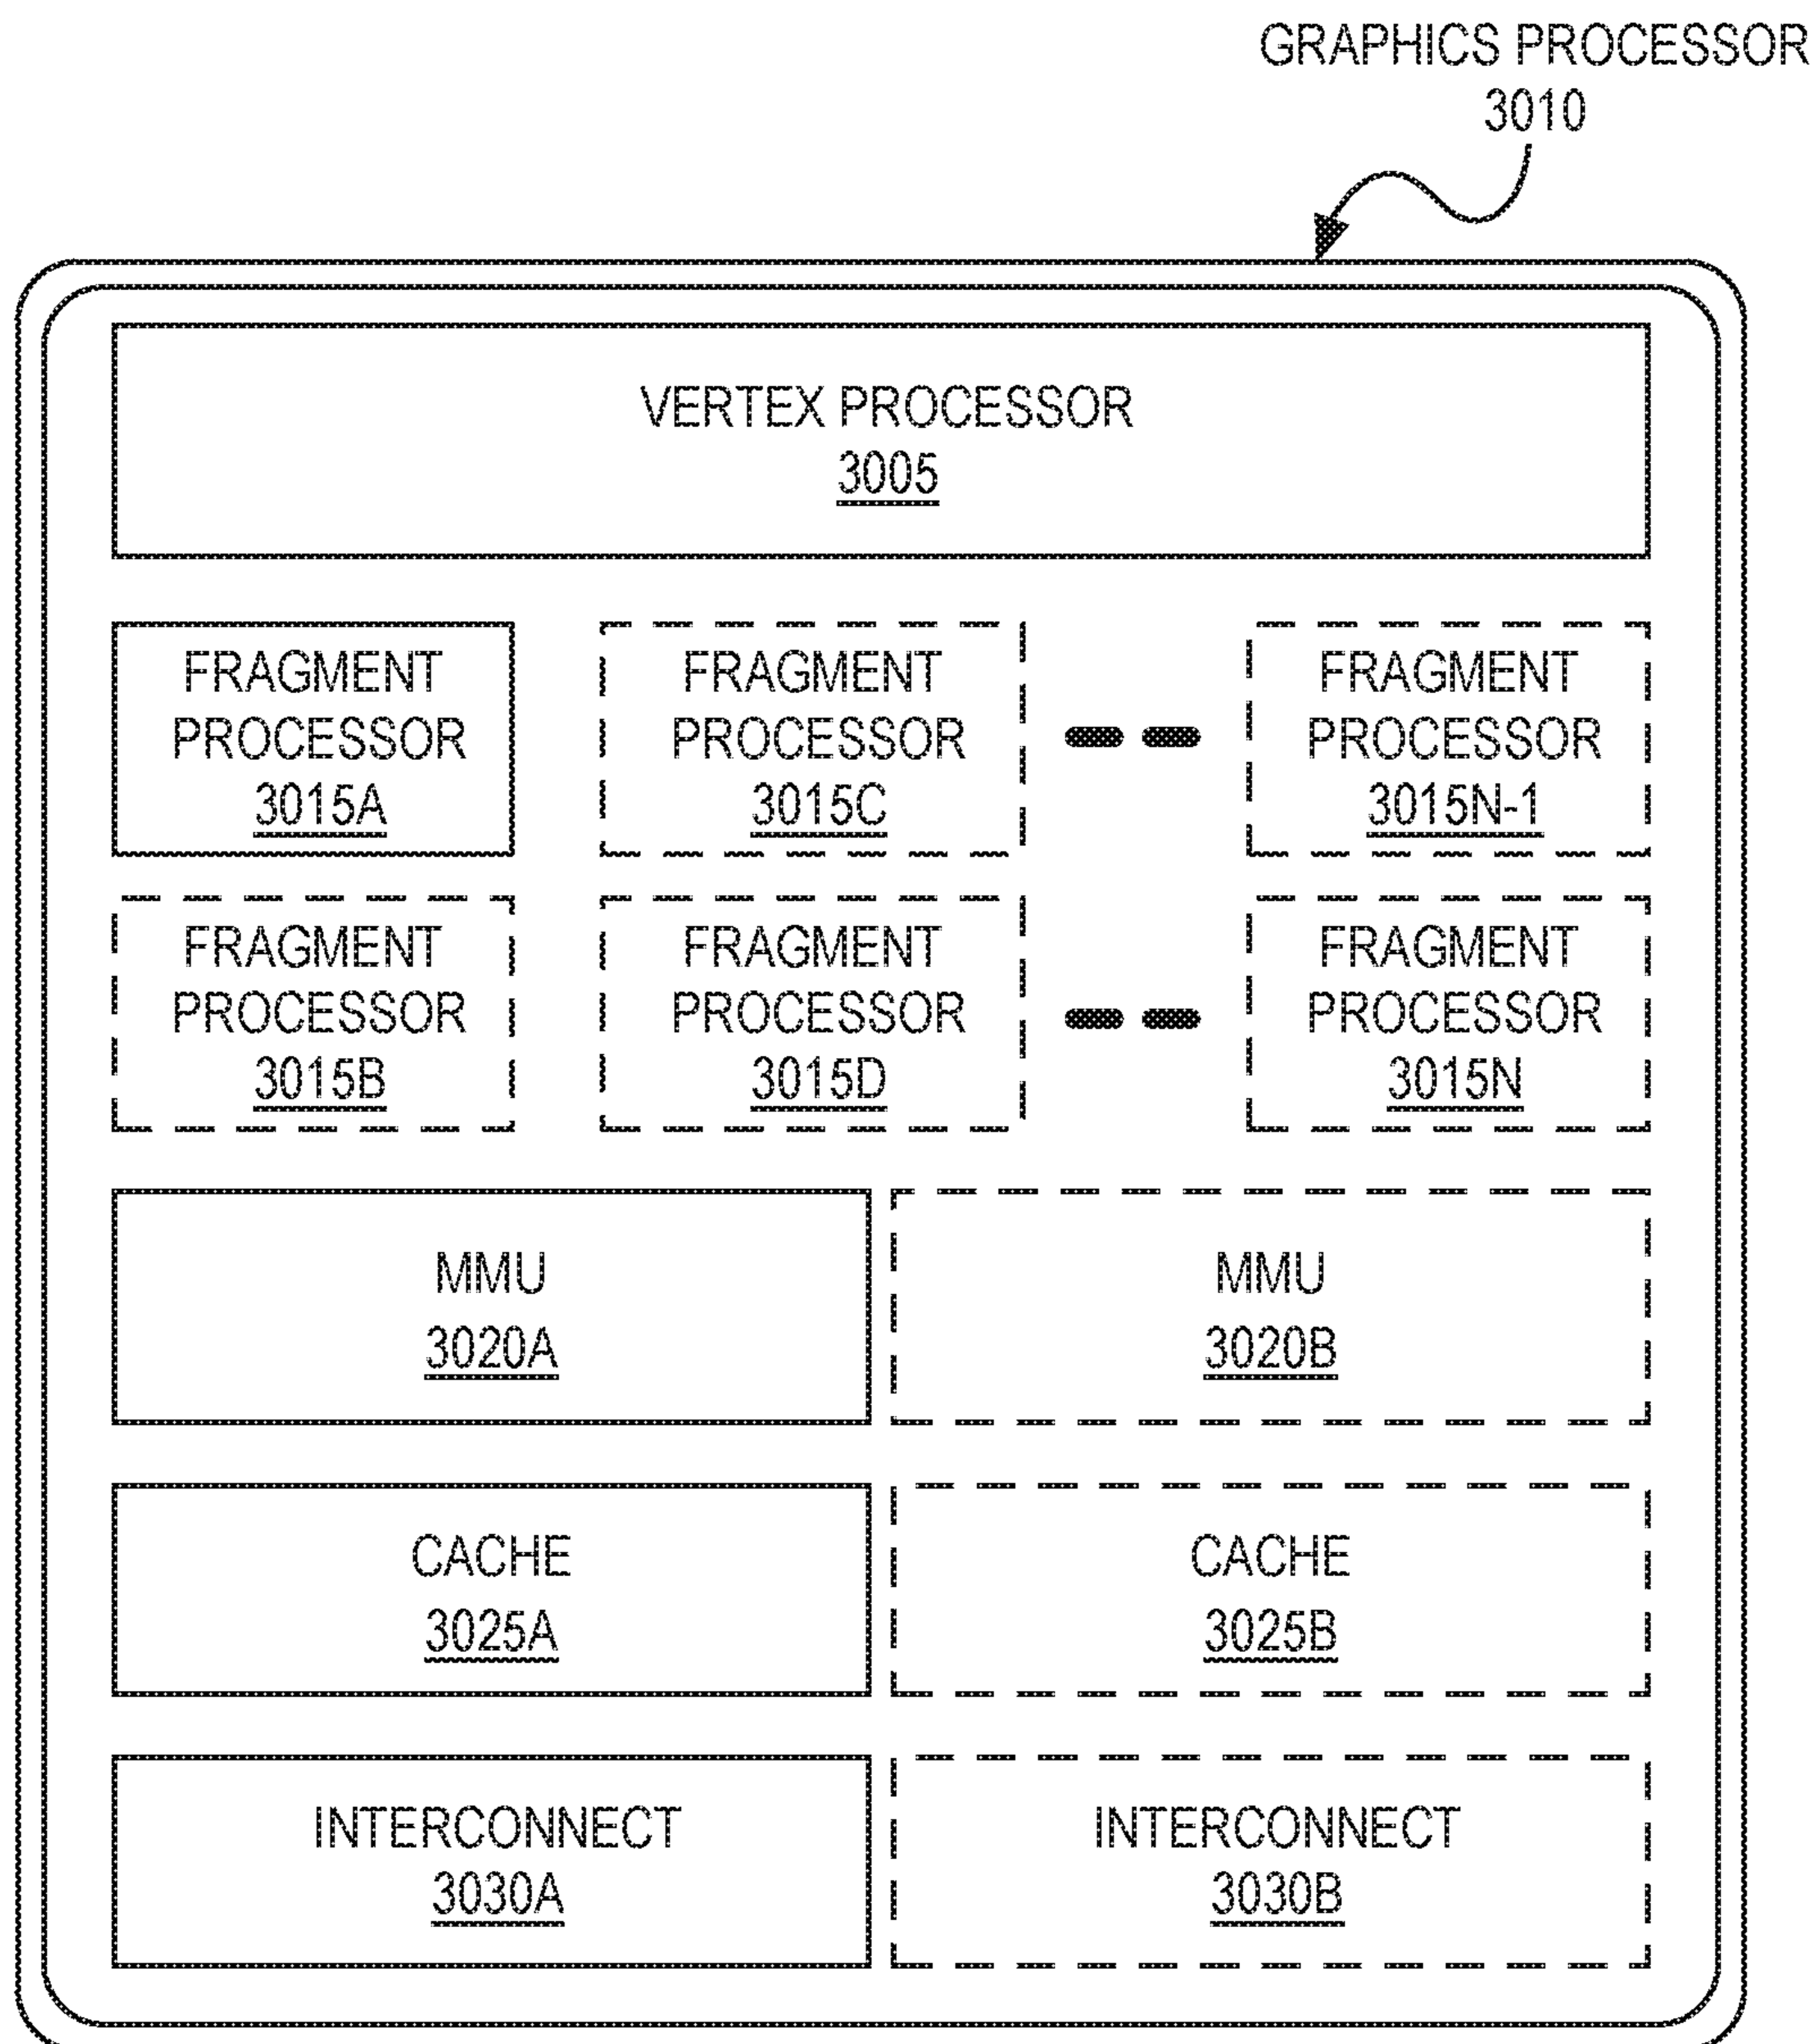 GRAPHICS PROCESSOR
3010
VERTEX PROCESSOR
3005
FRAGMENT
PROCESSOR
3015A
FRAGMENT
PROCESSOR
3015C
FRAGMENT
PROCESSOR
3015N-1
FRAGMENT
PROCESSOR
3015B
FRAGMENT
PROCESSOR
3015D
FRAGMENT
PROCESSOR
3015N
MMU
3020A
MMU
3020B
CACHE
3025A
CACHE
3025B
INTERCONNECT
3030A
INTERCONNECT
3030B